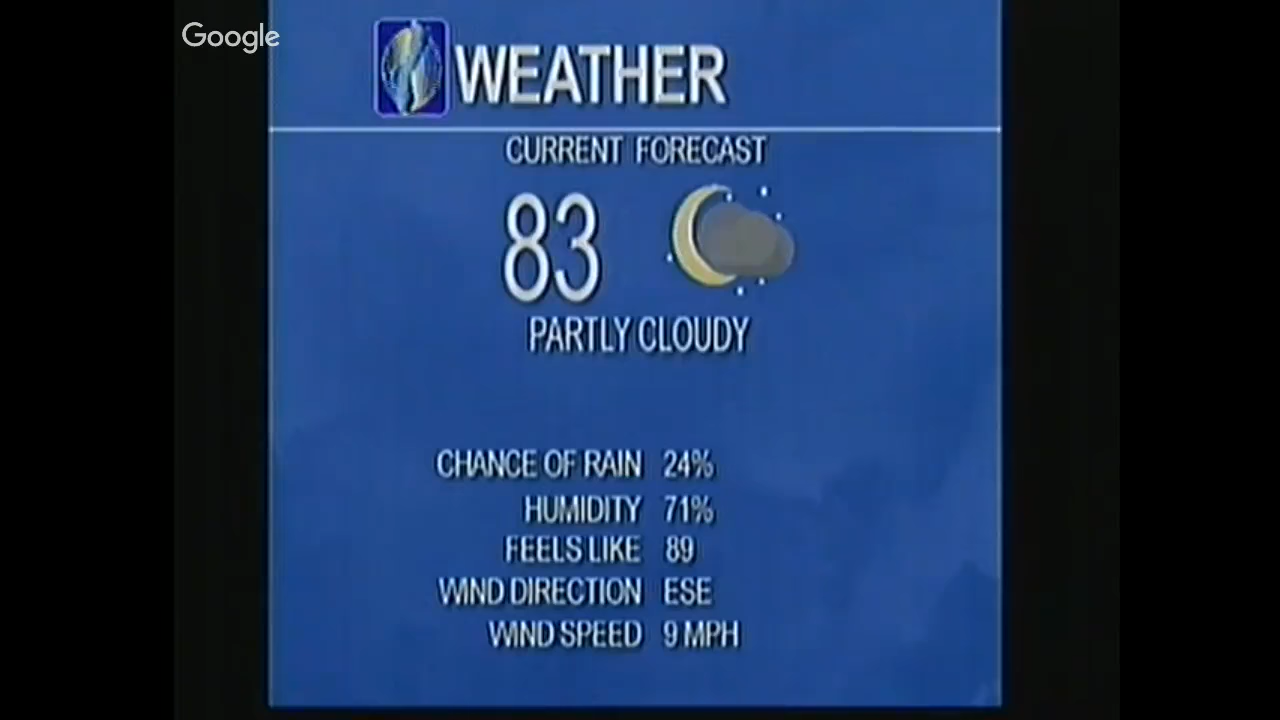 Google
WEATHER
CURRENT FORECAST
83
PARTLY CLOUDY
CHANCE OF RAIN 24%
HUMIDITY 71%
FEELS LIKE 89
WIND DIRECTION ESE
WIND SPEED 9 MPH